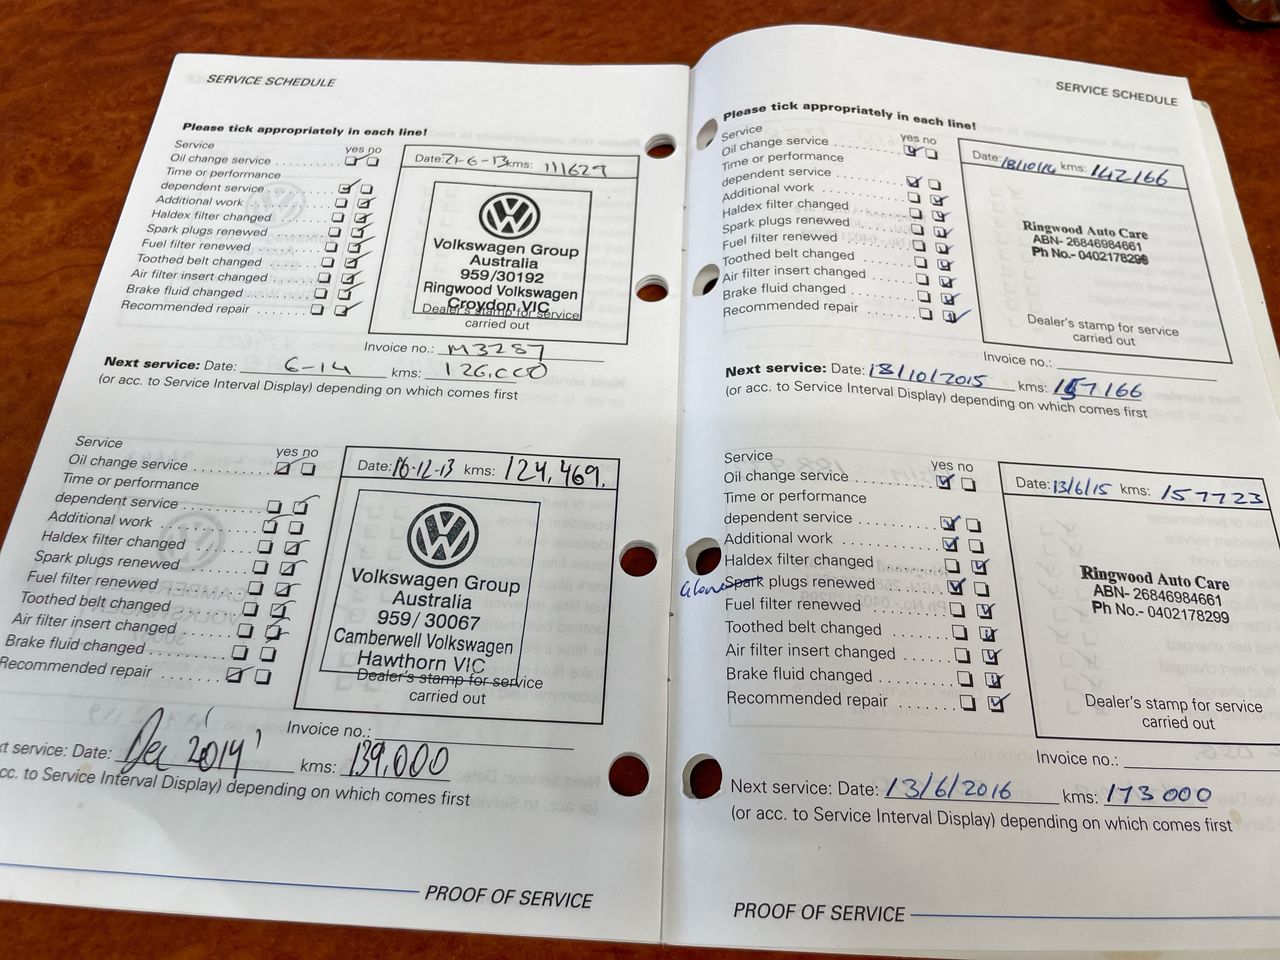 SERVICE SCHEDULE
Please tick appropriately in each line!
Service yes no
Oil change service
Time or performance
dependent service
Additional work
Haldex filter changed
Spark plugs renewed
Fuel filter renewed
Toothed belt changed
Air filter insert changed
Brake fluid changed
Recommended repair
Date: 21-6-13 kms: 111629
Volkswagen Group
Australia
959/30192
Ringwood Volkswagen
Croydon VIC
Dealer's stamp for service
carried out
Invoice no.: M3287
Next service: Date: 6-14 kms: 126,000
(or acc. to Service Interval Display) depending on which comes first
Service yes no
Oil change service
Time or performance
dependent service
Additional work
Haldex filter changed
Spark plugs renewed
Fuel filter renewed
Toothed belt changed
Air filter insert changed
Brake fluid changed
Recommended repair
Date: 16-12-13 kms: 124,469.
Volkswagen Group
Australia
959/ 30067
Camberwell Volkswagen
Hawthorn VIC
Dealer's stamp for service
carried out
Invoice no.:
xt service: Date: Dec 2014 kms: 139,000
cc. to Service Interval Display) depending on which comes first
PROOF OF SERVICE
SERVICE SCHEDULE
Please tick appropriately in each line!
Service yes no
Oil change service
Time or performance
dependent service
Additional work
Haldex filter changed
Spark plugs renewed
Fuel filter renewed
Toothed belt changed
Air filter insert changed
Brake fluid changed
Recommended repair
Date: 18/10/14 kms: 142166
Ringwood Auto Care
ABN- 26846984661
Ph No.- 0402178299
Dealer's stamp for service
carried out
Invoice no.:
Next service: Date: 18/10/2015 kms: 157166
(or acc. to Service Interval Display) depending on which comes first
Service yes no
Oil change service
Time or performance
dependent service
Additional work
Haldex filter changed
Spark plugs renewed
Fuel filter renewed
Toothed belt changed
Air filter insert changed
Brake fluid changed
Recommended repair
Date: 13/6/15 kms: 157723
Ringwood Auto Care
ABN- 26846984661
Ph No.- 0402178299
Dealer's stamp for service
carried out
Invoice no.:
Next service: Date: 13/6/2016 kms: 173000
(or acc. to Service Interval Display) depending on which comes first
PROOF OF SERVICE